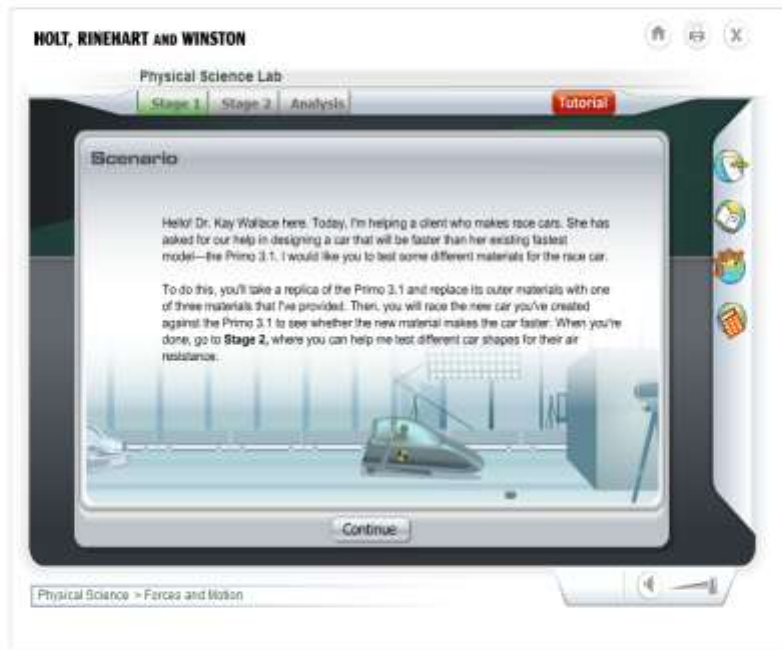 HOLT, RINEHART AND WINSTON
X
Physical Science Lab
Stage 1
Stage 2
Analysis
Tutorial
Scenario
Hello! Dr. Kay Wallace here. Today, I'm helping a client who makes race cars. She has
asked for our help in designing a car that will be faster than her existing fastest
model—the Primo 3.1. I would like you to test some different materials for the race car.
To do this, you'll take a replica of the Primo 3.1 and replace its outer materials with one
of three materials that I've provided. Then, you will race the new car you've created
against the Primo 3.1 to see whether the new material makes the car faster. When you're
done, go to Stage 2, where you can help me test different car shapes for their air
resistance.
Continue
Physical Science > Forces and Motion